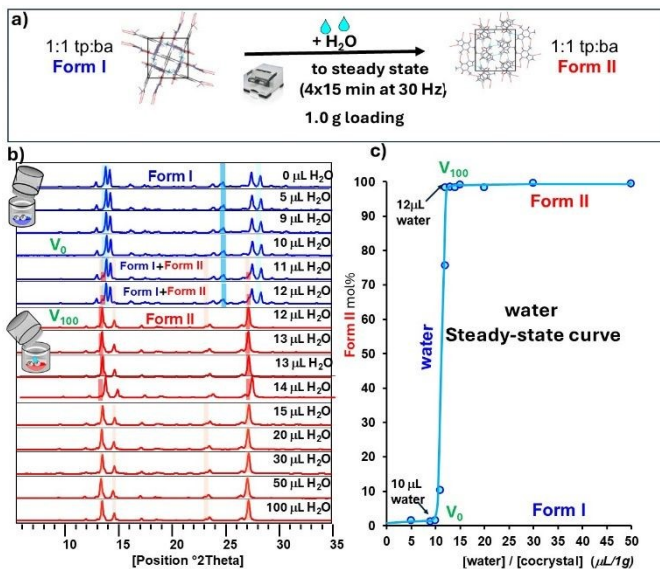 a)
1:1 tp:ba
Form I
+ H2O
to steady state
(4x15 min at 30 Hz}
1.0 g loading
1:1 tp:ba
Form II
b)
Form I
0 μL H2O
5 μL H2O
9 μL H2O
V0
10 μL H2O
Form I+Form II
11 μL H2O
Form I+Form II
12 μL H2O
V100
Form II
12 μL H2O
13 μL H2O
13 μL H2O
14 μL H2O
15 μL H2O
20 μL H2O
30 μL H2O
50 μL H2O
100 μL H2O
10 15 20 25 30 35
[Position °2Theta]
c)
V100
100
90
80
70
60
50
40
30
20
10
0
Form II mol%
12μL
water
Form II
water
water
Steady-state curve
10 μL
water
V0
Form I
0 10 20 30 40 50
[water] / [cocrystal] (μL/1g)